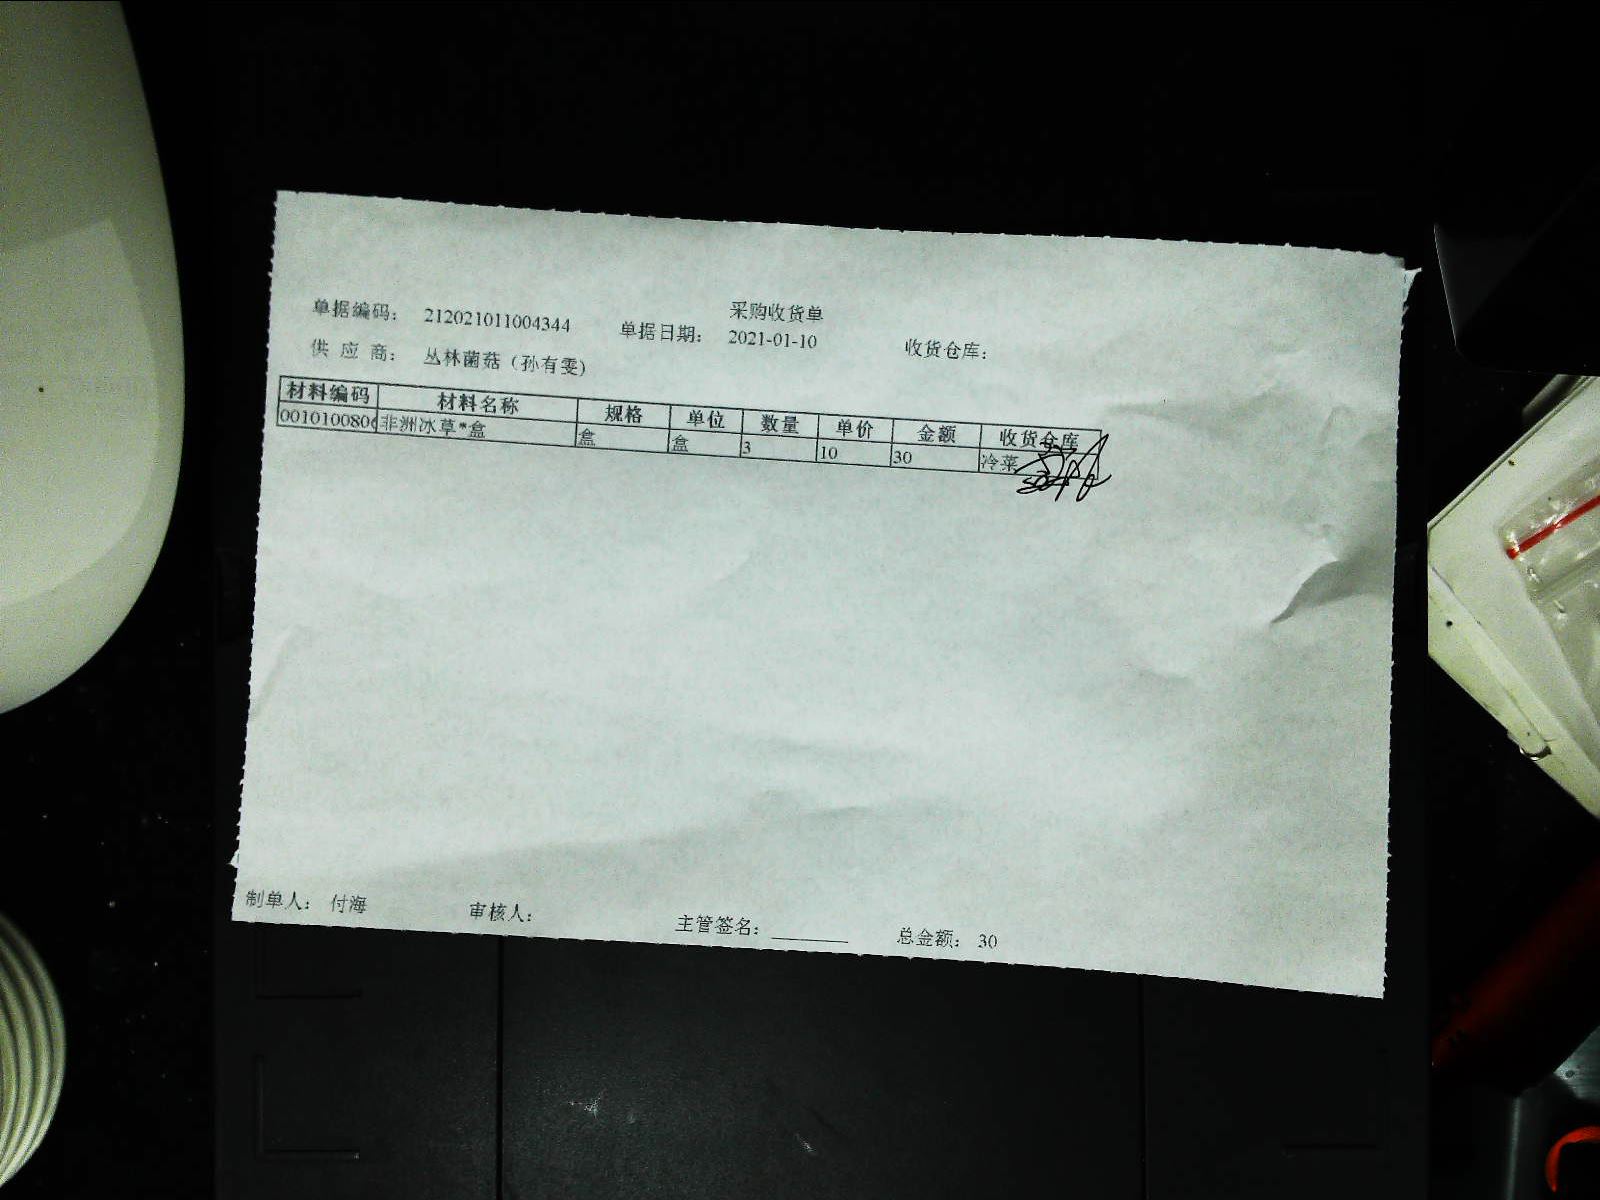 采购收货单
单据编码： 212021011004344 单据日期： 2021-01-10 收货仓库：
供 应 商： 丛林菌菇（孙有雯）
材料编码 材料名称 规格 单位 数量 单价 金额 收货仓库
0010100806 非洲冰草*盒 盒 盒 3 10 30 冷菜
制单人： 付海 审核人： 主管签名： 总金额： 30